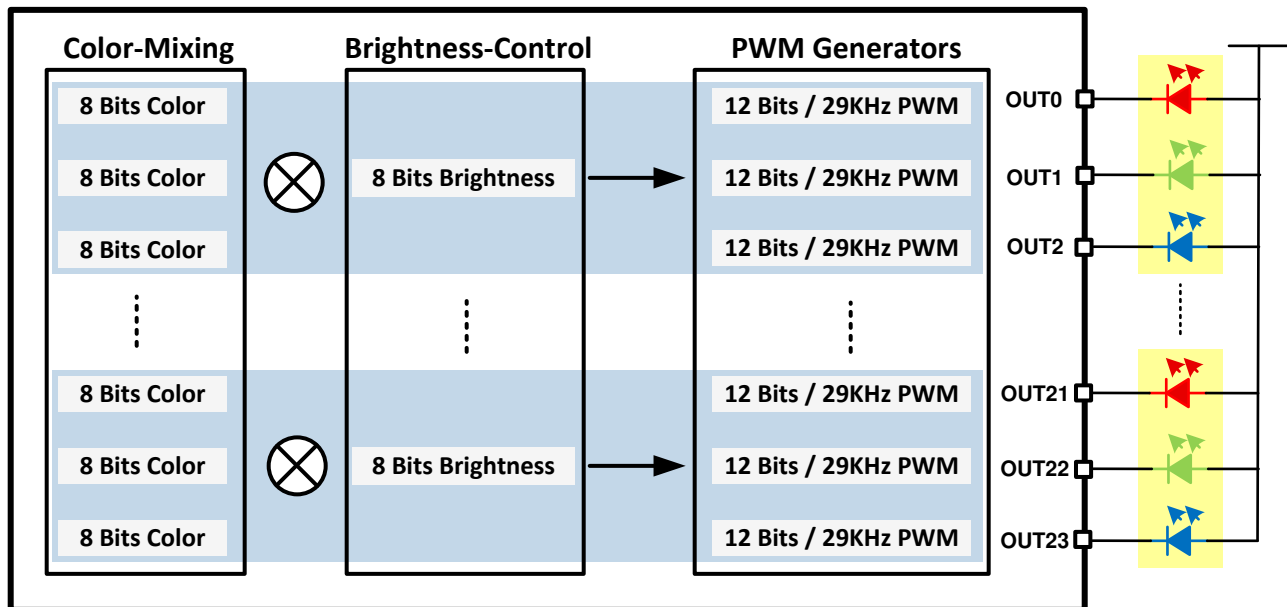 Color-Mixing Brightness-Control PWM Generators
8 Bits Color 12 Bits / 29KHz PWM OUT0
8 Bits Color 8 Bits Brightness 12 Bits / 29KHz PWM OUT1
8 Bits Color 12 Bits / 29KHz PWM OUT2
8 Bits Color 12 Bits / 29KHz PWM OUT21
8 Bits Color 8 Bits Brightness 12 Bits / 29KHz PWM OUT22
8 Bits Color 12 Bits / 29KHz PWM OUT23